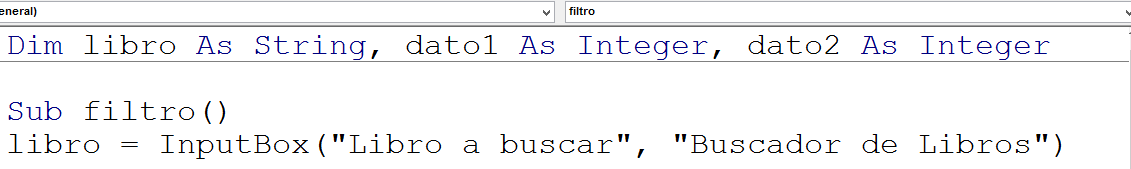 eneral)
filtro
Dim libro As String, dato1 As Integer, dato2 As Integer
Sub filtro()
libro = InputBox("Libro a buscar", "Buscador de Libros")